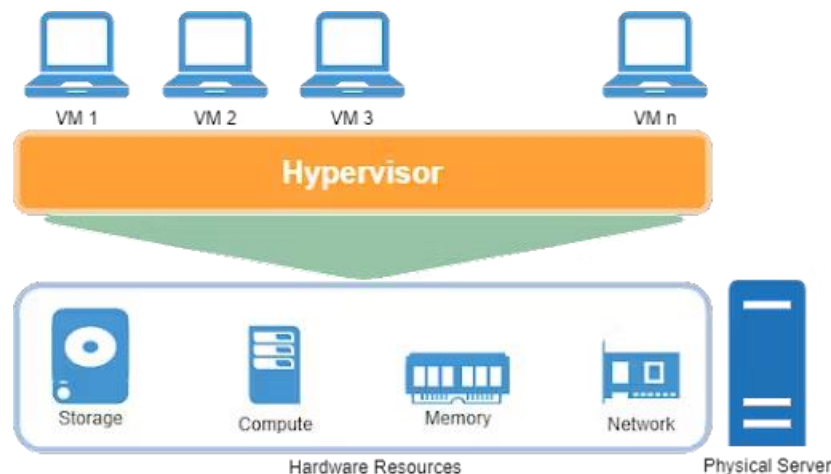 VM 1
VM 2
VM 3
VM n
Hypervisor
Storage
Compute
Memory
Network
Hardware Resources
Physical Server